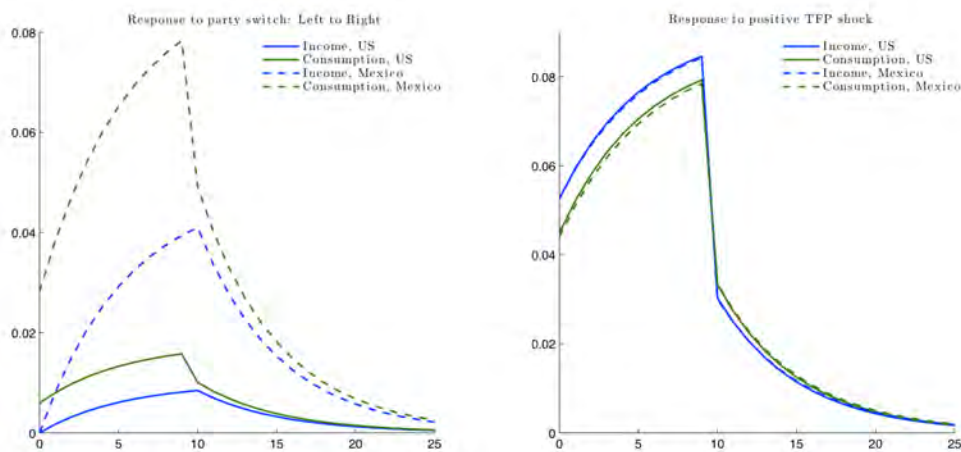 Response to party switch: Left to Right
Income, US
Consumption, US
Income, Mexico
Consumption, Mexico
0.08
0.06
0.04
0.02
0
0 5 10 15 20 25
Response io positive TFP shock
Income, US
Consumption, US
Income, Mexico
Consumption, Mexico
0.08
0.06
0.04
0.02
0
0 5 10 15 20 25